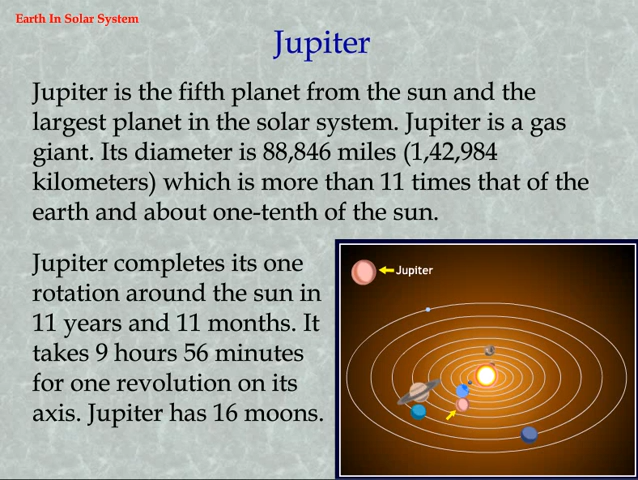 Earth In Solar System
Jupiter
Jupiter is the fifth planet from the sun and the
largest planet in the solar system. Jupiter is a gas
giant. Its diameter is 88,846 miles (1,42,984
kilometers) which is more than 11 times that of the
earth and about one-tenth of the sun.
Jupiter completes its one
rotation around the sun in
11 years and 11 months. It
takes 9 hours 56 minutes
for one revolution on its
axis. Jupiter has 16 moons.
Jupiter